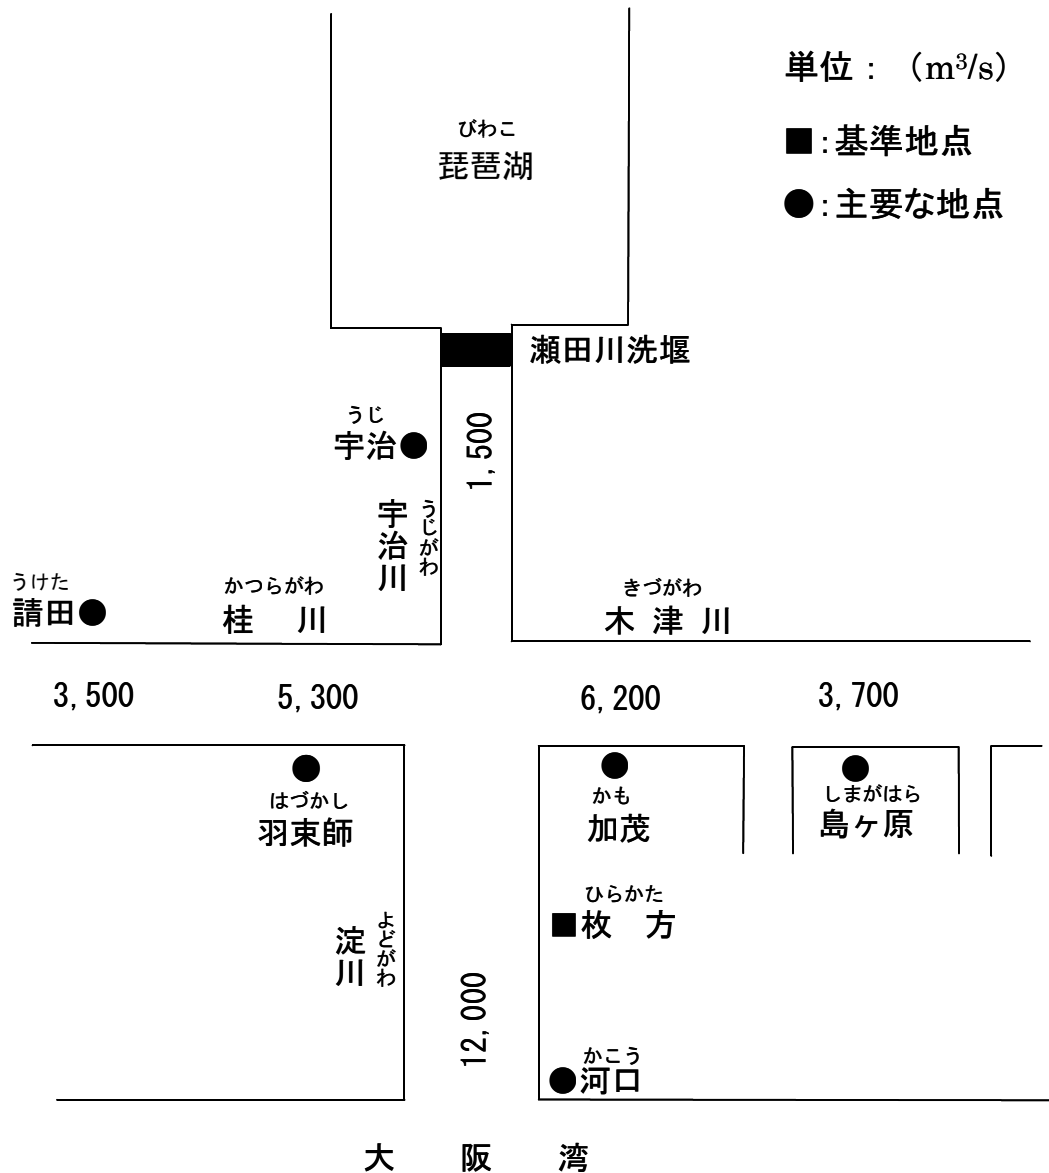 単位：（m³/s）
びわこ
琵琶湖
■：基準地点
●：主要な地点
瀬田川洗堰
うじ
宇治●
1,500
宇治川
うじがわ
うけた
請田●
かつらがわ
桂川
きづがわ
木津川
3,500
5,300
6,200
3,700
はづかし
羽束師
かも
加茂
しまがはら
島ヶ原
ひらかた
■枚方
淀川
よどがわ
12,000
かこう
●河口
大阪湾